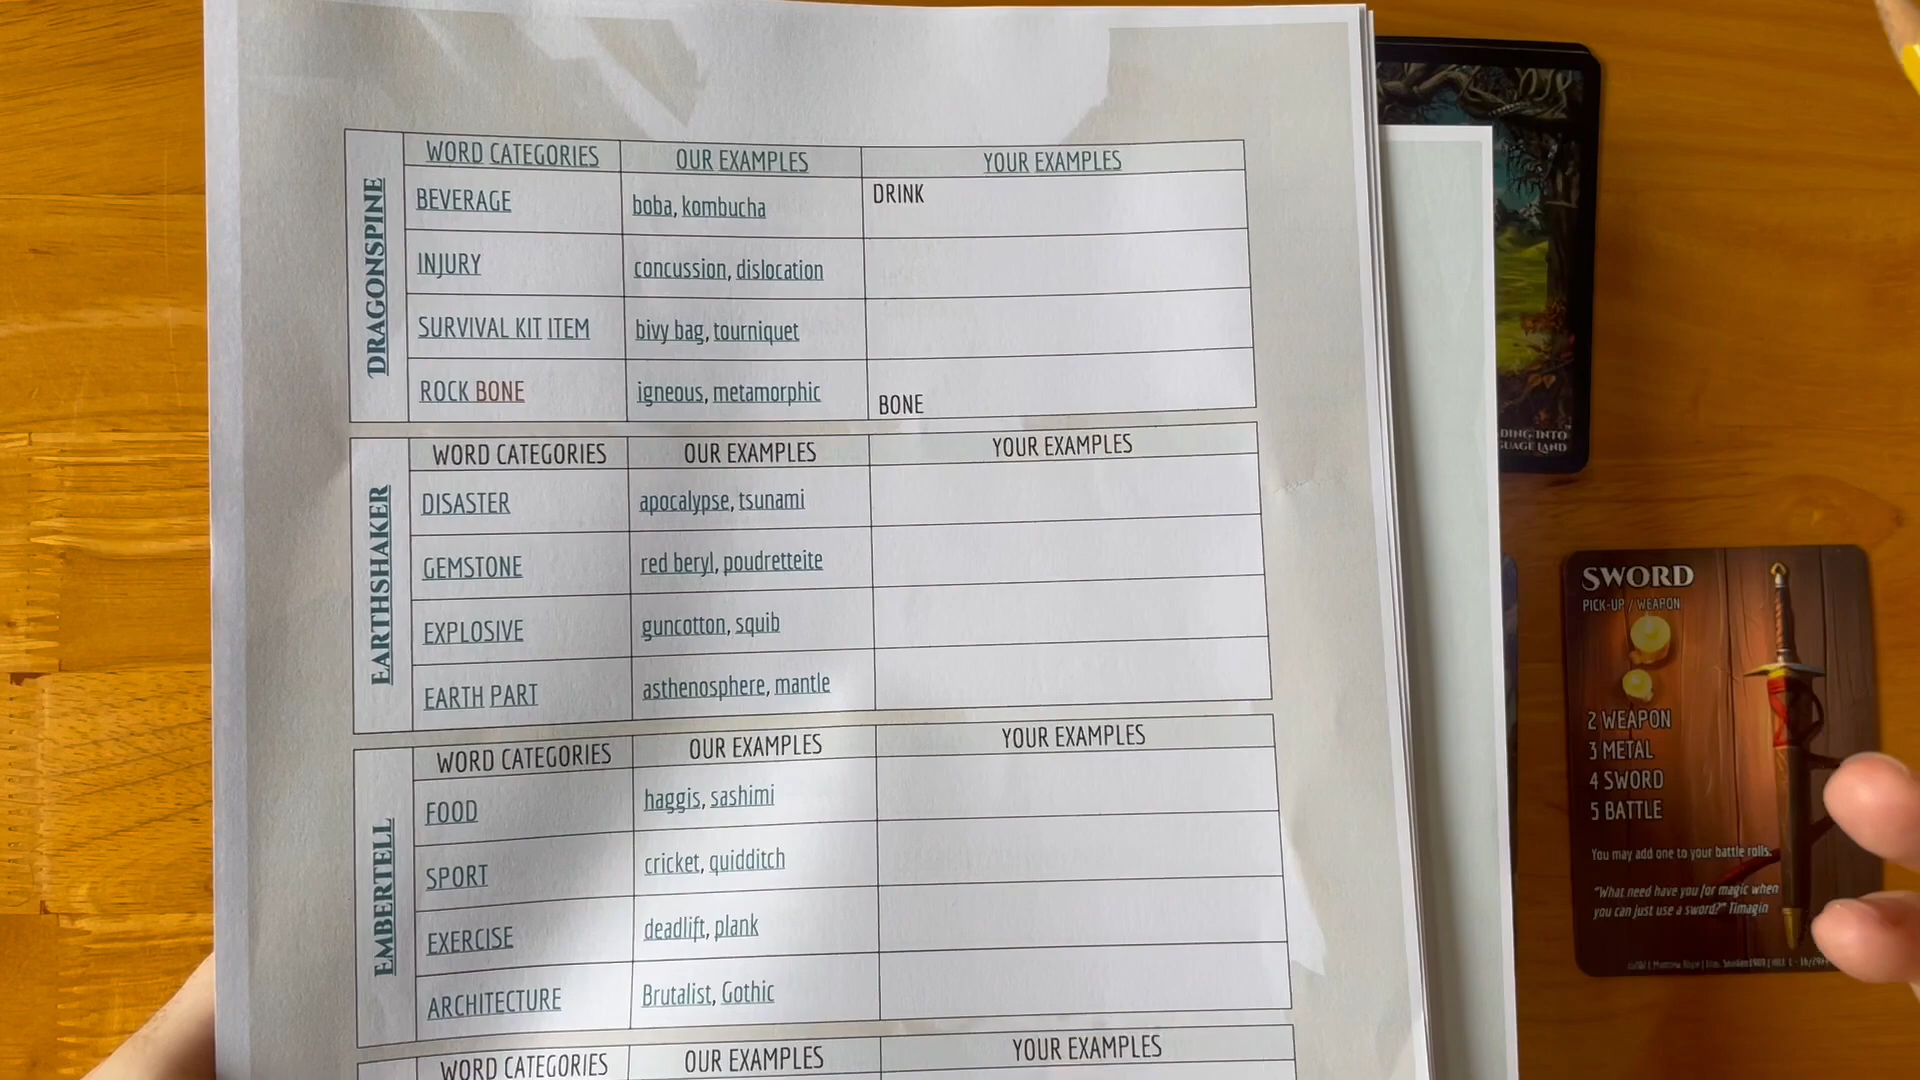 DRAGONSPINE
WORD CATEGORIES OUR EXAMPLES YOUR EXAMPLES
BEVERAGE boba, kombucha DRINK
INJURY concussion, dislocation
SURVIVAL KIT ITEM bivy bag, tourniquet
ROCK BONE igneous, metamorphic BONE
EARTHSHAKER
WORD CATEGORIES OUR EXAMPLES YOUR EXAMPLES
DISASTER apocalypse, tsunami
GEMSTONE red beryl, poudretteite
EXPLOSIVE guncotton, squib
EARTH PART asthenosphere, mantle
EMBERTELL
WORD CATEGORIES OUR EXAMPLES YOUR EXAMPLES
FOOD haggis, sashimi
SPORT cricket, quidditch
EXERCISE deadlift, plank
ARCHITECTURE Brutalist, Gothic
WORD CATEGORIES OUR EXAMPLES YOUR EXAMPLES
DING INTO
GUAGE LAND
SWORD
PICK-UP / WEAPON
2 WEAPON
3 METAL
4 SWORD
5 BATTLE
You may add one to your battle rolls.
"What need have you for magic when
you can just use a sword?" Timagin